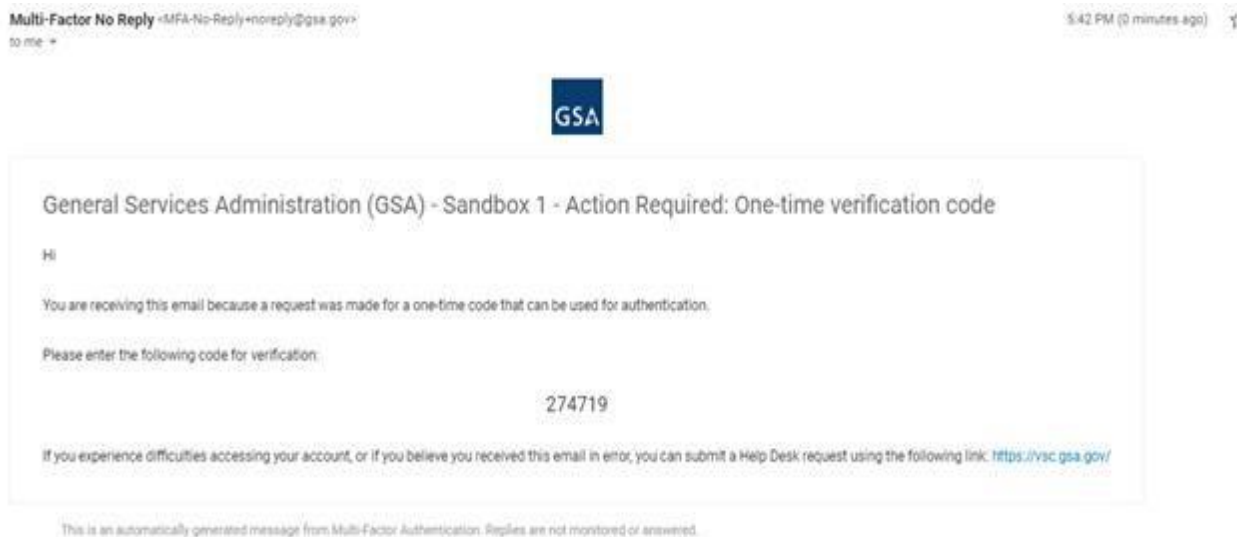 Multi-Factor No Reply <MFA-No-Reply+noreply@gsa.gov>
5:42 PM (0 minutes ago)
to me
GSA
General Services Administration (GSA) - Sandbox 1 - Action Required: One-time verification code
Hi
You are receiving this email because a request was made for a one-time code that can be used for authentication.
Please enter the following code for verification:
274719
If you experience difficulties accessing your account, or if you believe you received this email in error, you can submit a Help Desk request using the following link: https://vsc.gsa.gov/
This is an automatically generated message from Multi-Factor Authentication. Replies are not monitored or answered.